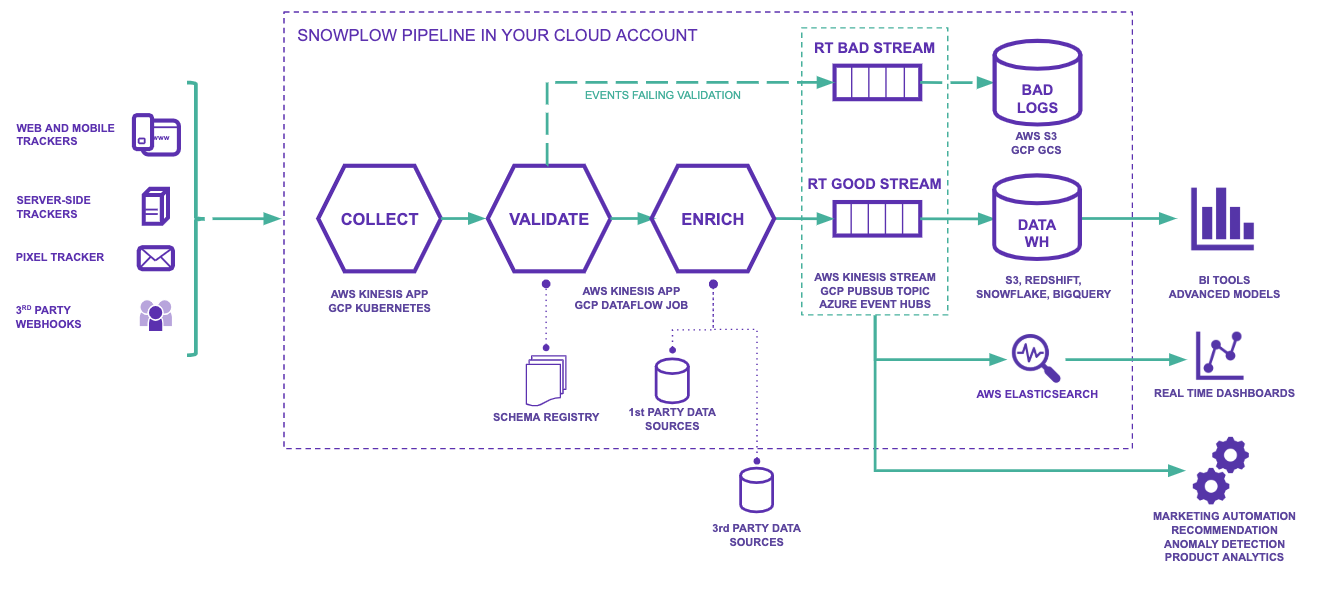 SNOWPLOW PIPELINE IN YOUR CLOUD ACCOUNT
WEB AND MOBILE
TRACKERS
www
SERVER-SIDE
TRACKERS
PIXEL TRACKER
3RD PARTY
WEBHOOKS
COLLECT
AWS KINESIS APP
GCP KUBERNETES
VALIDATE
ENRICH
AWS KINESIS APP
GCP DATAFLOW JOB
EVENTS FAILING VALIDATION
SCHEMA REGISTRY
1st PARTY DATA
SOURCES
3rd PARTY DATA
SOURCES
RT BAD STREAM
RT GOOD STREAM
AWS KINESIS STREAM
GCP PUBSUB TOPIC
AZURE EVENT HUBS
BAD
LOGS
AWS S3
GCP GCS
DATA
WH
S3, REDSHIFT,
SNOWFLAKE, BIGQUERY
AWS ELASTICSEARCH
BI TOOLS
ADVANCED MODELS
REAL TIME DASHBOARDS
MARKETING AUTOMATION
RECOMMENDATION
ANOMALY DETECTION
PRODUCT ANALYTICS